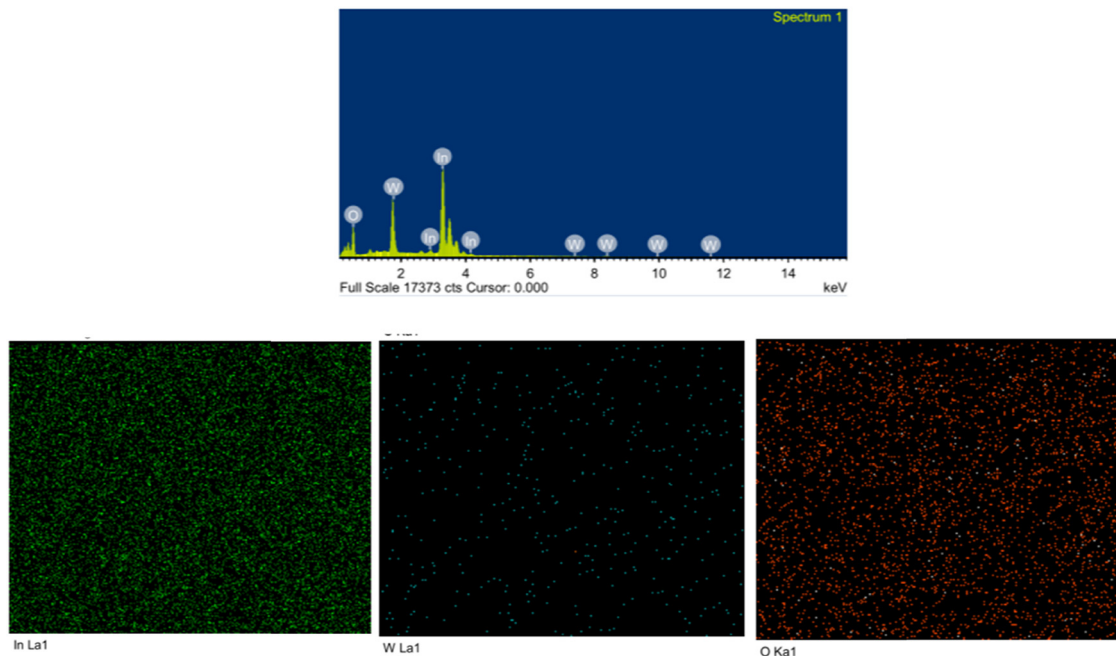 Spectrum 1
In
W
O
In
In
W
W
W
W
2
4
6
8
10
12
14
Full Scale 17373 cts Cursor: 0.000
keV
In La1
W La1
O Ka1